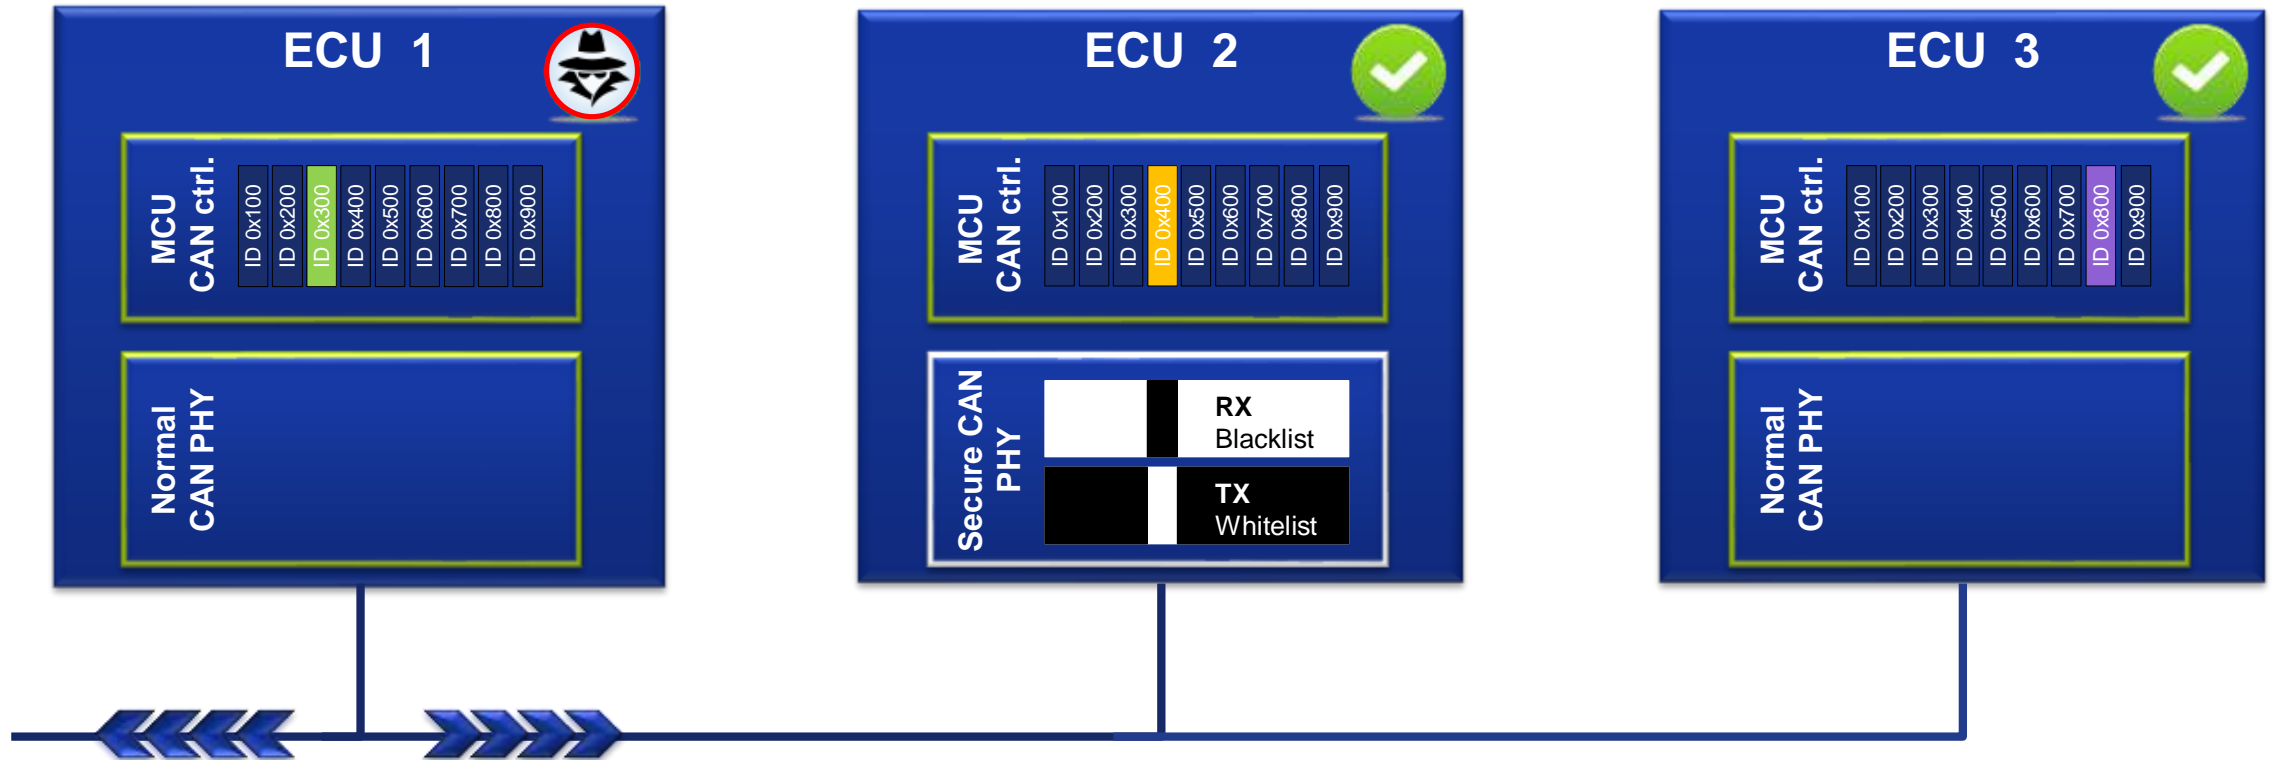 ECU 1
MCU
CAN ctrl.
ID 0x100
ID 0x200
ID 0x300
ID 0x400
ID 0x500
ID 0x600
ID 0x700
ID 0x800
ID 0x900
Normal
CAN PHY
ECU 2
MCU
CAN ctrl.
ID 0x100
ID 0x200
ID 0x300
ID 0x400
ID 0x500
ID 0x600
ID 0x700
ID 0x800
ID 0x900
Secure CAN
PHY
RX
Blacklist
TX
Whitelist
ECU 3
MCU
CAN ctrl.
ID 0x100
ID 0x200
ID 0x300
ID 0x400
ID 0x500
ID 0x600
ID 0x700
ID 0x800
ID 0x900
Normal
CAN PHY